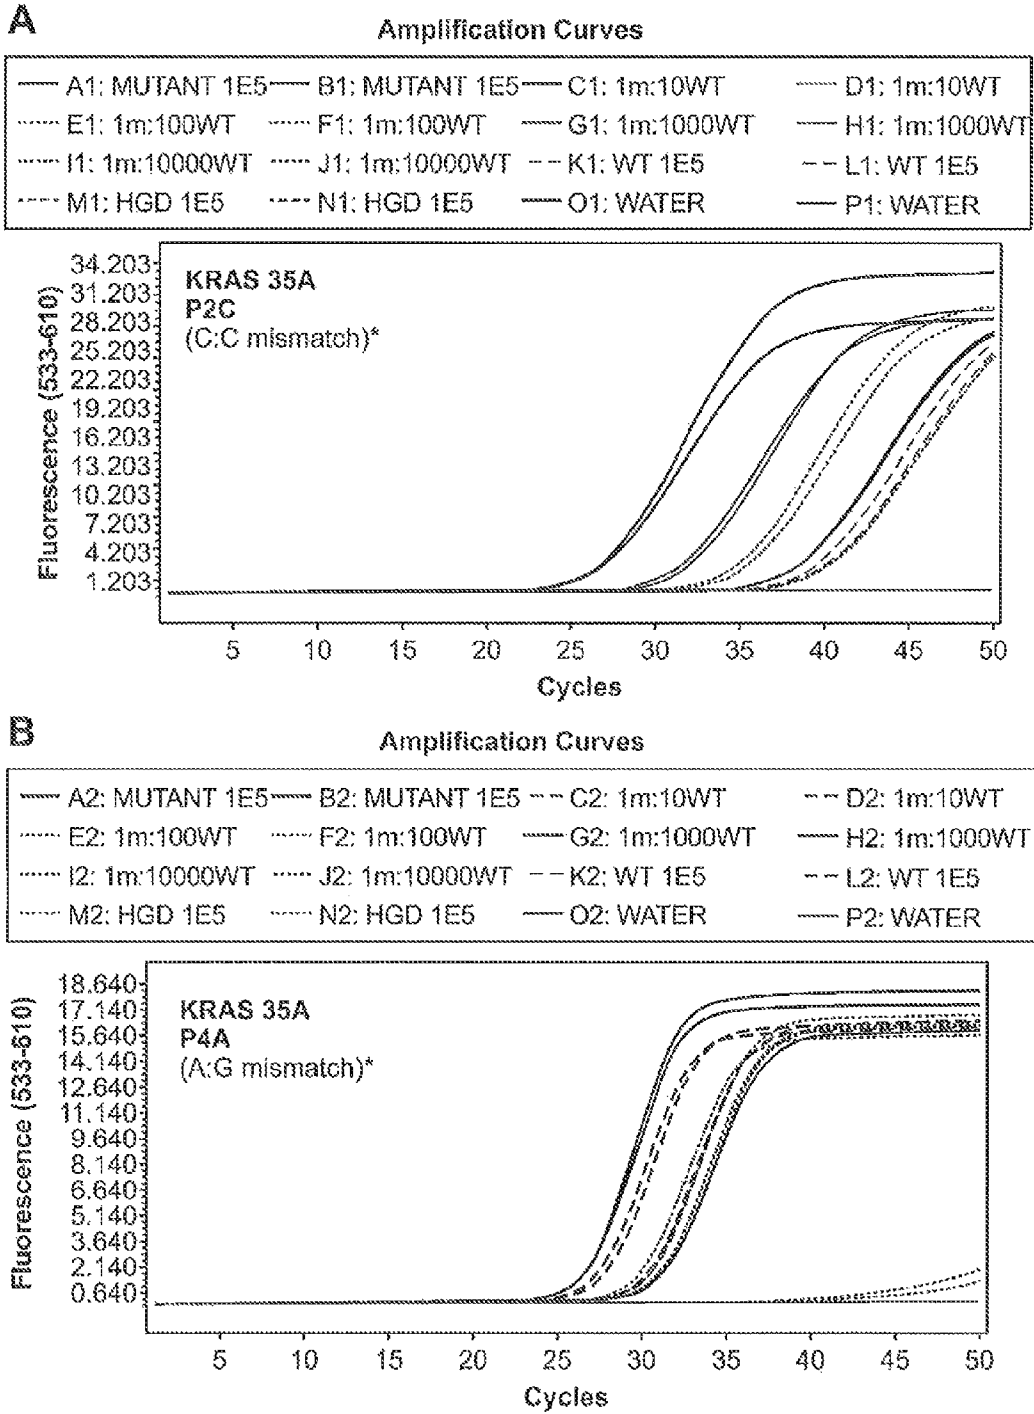 A
Amplification Curves
A1: MUTANT 1E5 B1: MUTANT 1E5 C1: 1m:10WT D1: 1m:10WT
E1: 1m:100WT F1: 1m:100WT G1: 1m:1000WT H1: 1m:1000WT
I1: 1m:10000WT J1: 1m:10000WT K1: WT 1E5 L1: WT 1E5
M1: HGD 1E5 N1: HGD 1E5 O1: WATER P1: WATER
KRAS 35A
P2C
(C:C mismatch)*
Fluorescence (533-610)
34.203
31.203
28.203
25.203
22.203
19.203
16.203
13.203
10.203
7.203
4.203
1.203
5 10 15 20 25 30 35 40 45 50
Cycles
B
Amplification Curves
A2: MUTANT 1E5 B2: MUTANT 1E5 C2: 1m:10WT D2: 1m:10WT
E2: 1m:100WT F2: 1m:100WT G2: 1m:1000WT H2: 1m:1000WT
I2: 1m:10000WT J2: 1m:10000WT K2: WT 1E5 L2: WT 1E5
M2: HGD 1E5 N2: HGD 1E5 O2: WATER P2: WATER
KRAS 35A
P4A
(A:G mismatch)*
Fluorescence (533-610)
18.640
17.140
15.640
14.140
12.640
11.140
9.640
8.140
6.640
5.140
3.640
2.140
0.640
5 10 15 20 25 30 35 40 45 50
Cycles